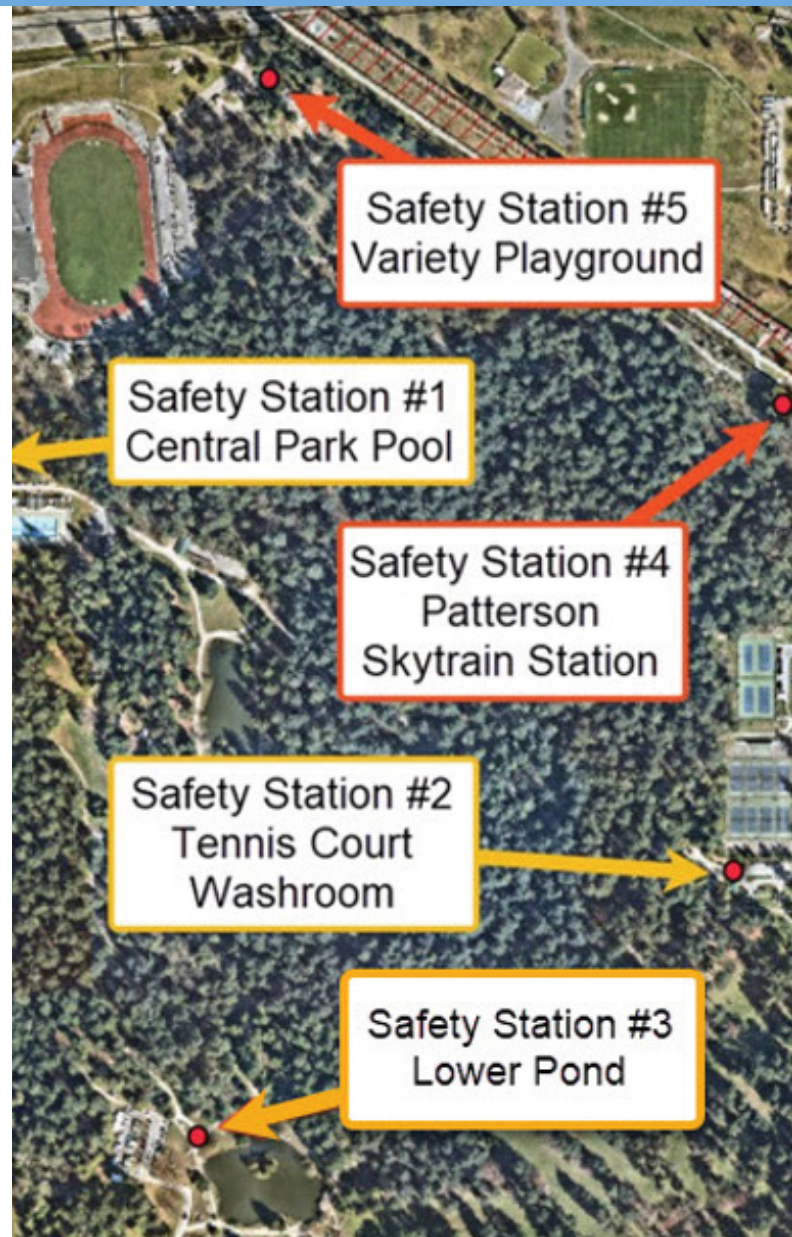 Safety Station #5
Variety Playground
Safety Station #1
Central Park Pool
Safety Station #4
Patterson
Skytrain Station
Safety Station #2
Tennis Court
Washroom
Safety Station #3
Lower Pond